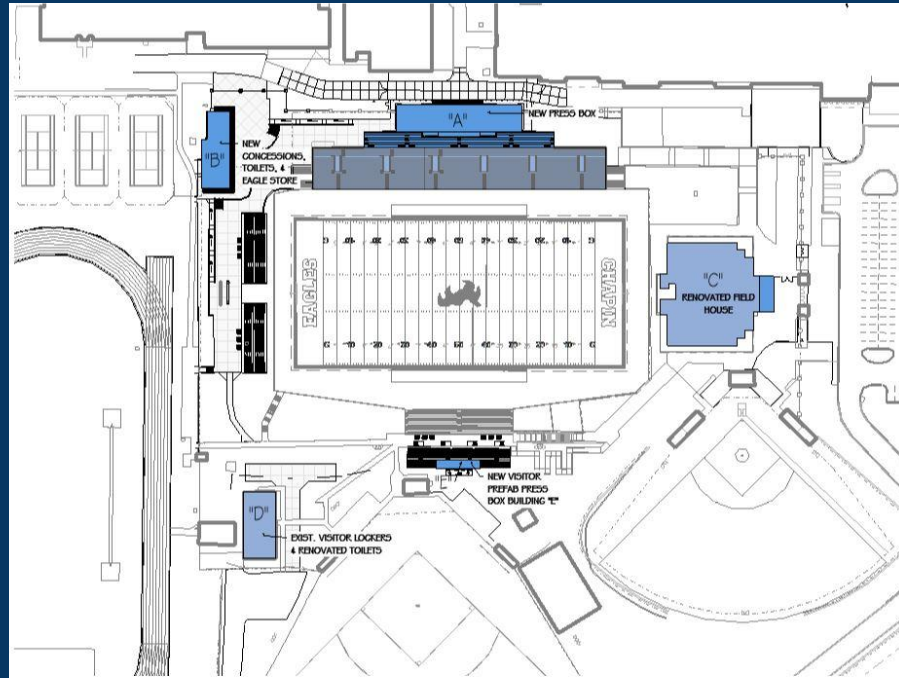 "A"
NEW PRESS BOX
"B"
NEW
CONCESSIONS,
TOILETS, &
EAGLE STORE
EAGLES
CHAPIN
"C"
RENOVATED FIELD
HOUSE
NEW VISITOR
PREFAB PRESS
BOX BUILDING "E"
"D"
EXIST. VISITOR LOCKERS
& RENOVATED TOILETS